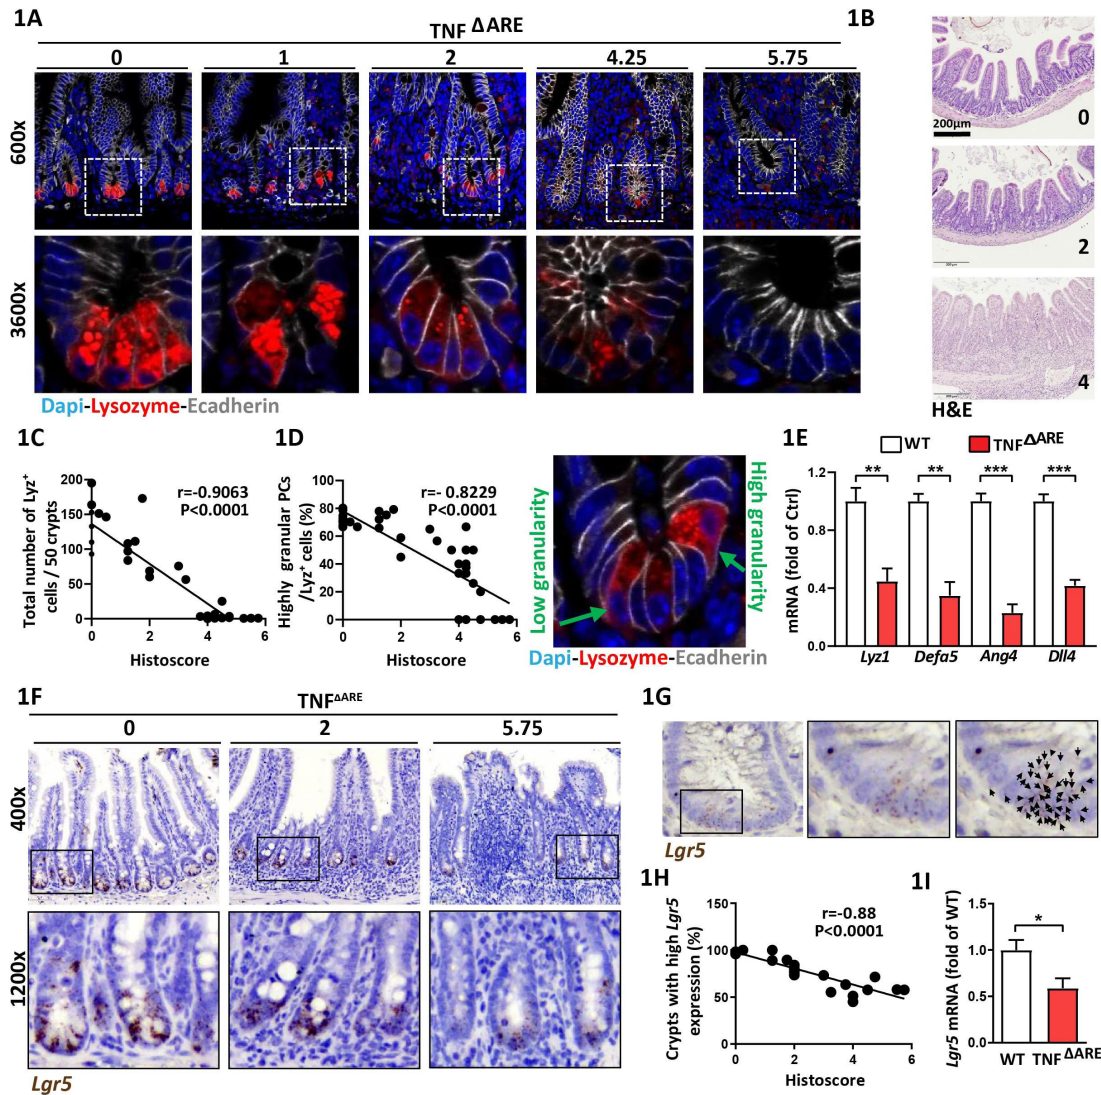 1A
TNF ΔARE
0 1 2 4.25 5.75
600x
3600x
Dapi-Lysozyme-Ecadherin
1B
200µm
0
2
4
H&E
1C
Total number of Lyz+
cells / 50 crypts
200
150
100
50
0
r=-0.9063
P<0.0001
0 2 4 6
Histoscore
1D
Highly granular PCs
/Lyz+ cells (%)
100
80
60
40
20
0
r=- 0.8229
P<0.0001
0 2 4 6
Histoscore
Low granularity
High granularity
Dapi-Lysozyme-Ecadherin
1E
WT TNFΔARE
mRNA (fold of Ctrl)
1.2
0.8
0.4
0.0
** ** *** ***
Lyz1 Defa5 Ang4 Dll4
1F
TNFΔARE
0 2 5.75
400x
1200x
Lgr5
1G
Lgr5
1H
Crypts with high Lgr5
expression (%)
150
100
50
0
r=-0.88
P<0.0001
0 2 4 6
Histoscore
1I
Lgr5 mRNA (fold of WT)
1.5
1.0
0.5
0.0
*
WT TNFΔARE